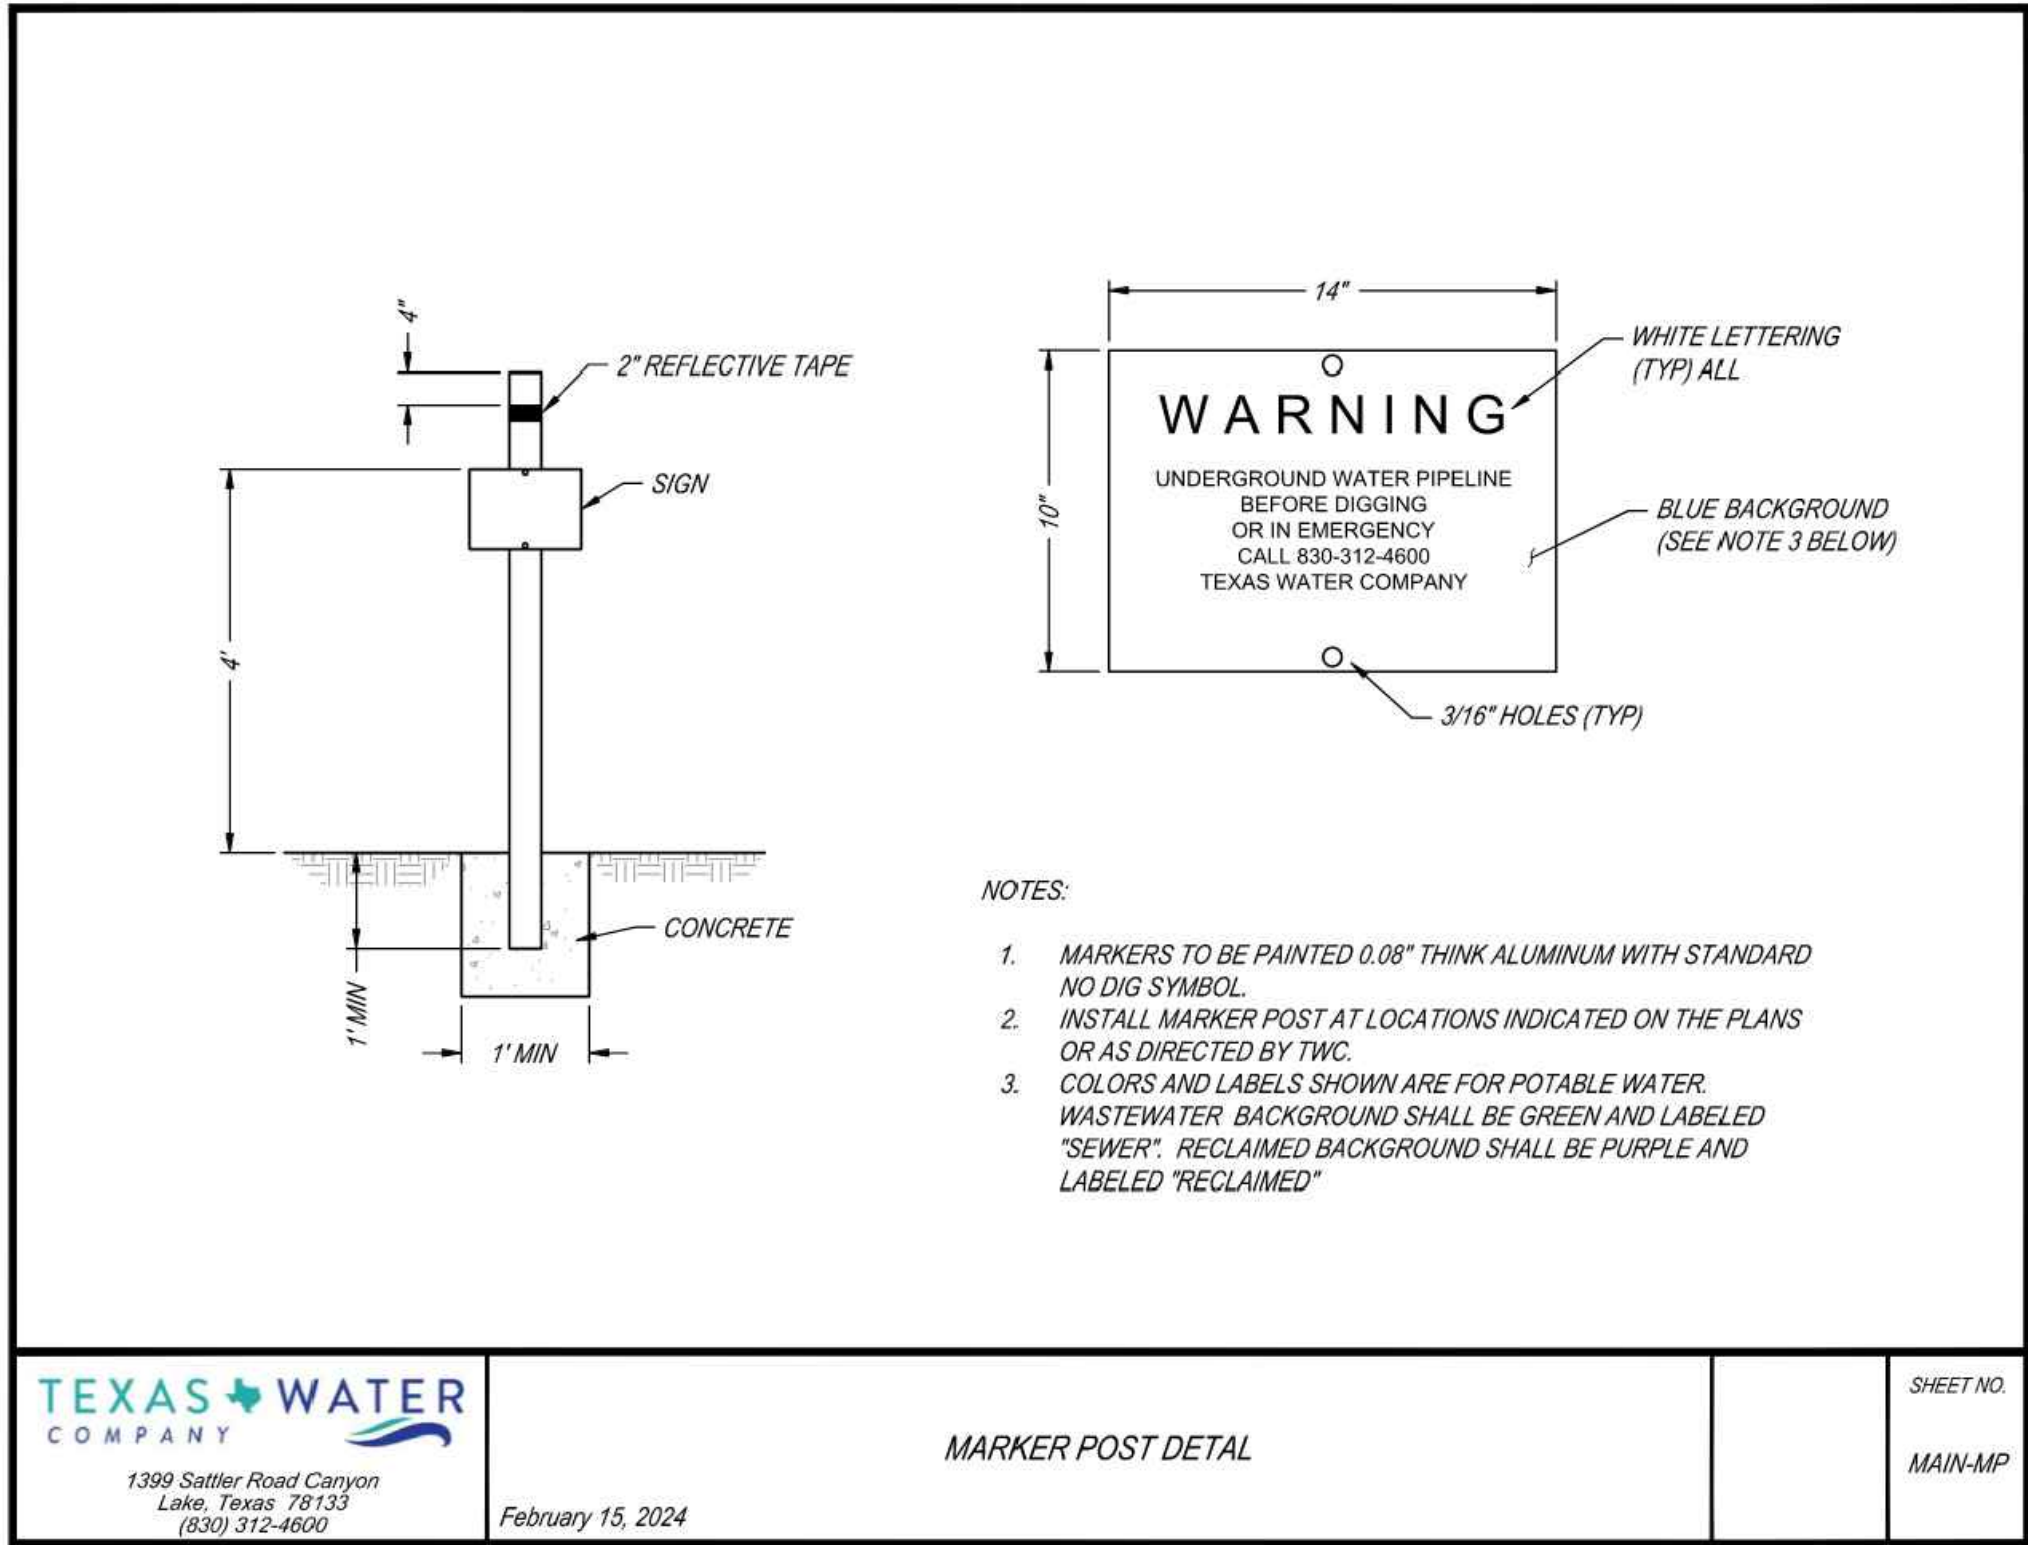 4"
2" REFLECTIVE TAPE
SIGN
4'
CONCRETE
1' MIN
1' MIN
14"
10"
WHITE LETTERING
(TYP) ALL
WARNING
UNDERGROUND WATER PIPELINE
BEFORE DIGGING
OR IN EMERGENCY
CALL 830-312-4600
TEXAS WATER COMPANY
BLUE BACKGROUND
(SEE NOTE 3 BELOW)
3/16" HOLES (TYP)
NOTES:
1. MARKERS TO BE PAINTED 0.08" THINK ALUMINUM WITH STANDARD
NO DIG SYMBOL.
2. INSTALL MARKER POST AT LOCATIONS INDICATED ON THE PLANS
OR AS DIRECTED BY TWC.
3. COLORS AND LABELS SHOWN ARE FOR POTABLE WATER.
WASTEWATER BACKGROUND SHALL BE GREEN AND LABELED
"SEWER". RECLAIMED BACKGROUND SHALL BE PURPLE AND
LABELED "RECLAIMED"
TEXAS WATER
COMPANY
1399 Sattler Road Canyon
Lake, Texas 78133
(830) 312-4600
MARKER POST DETAL
February 15, 2024
SHEET NO.
MAIN-MP